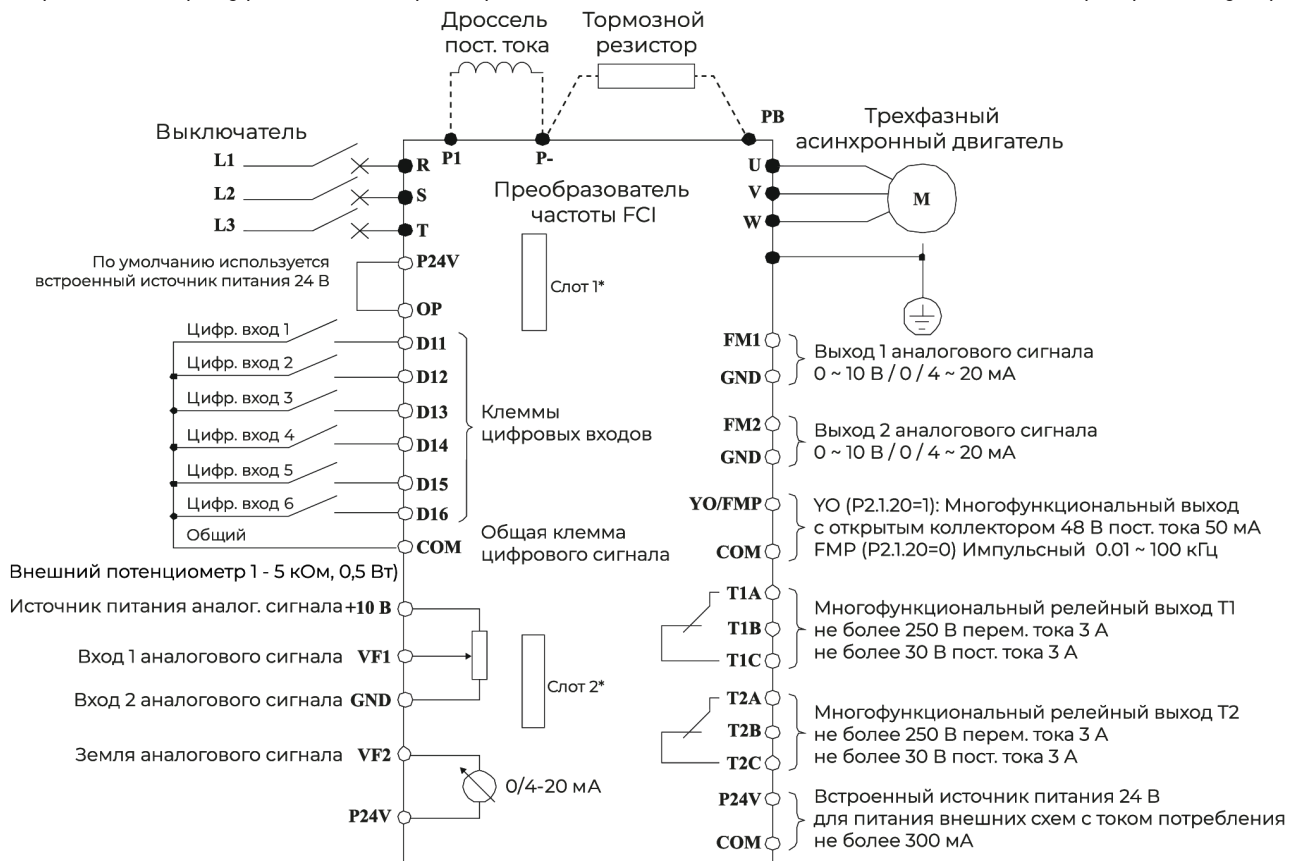 Дроссель
пост. тока
Тормозной
резистор
Выключатель
L1
L2
L3
R
S
T
P1
P-
PB
Трехфазный
асинхронный двигатель
U
V
W
M
Преобразователь
частоты FCI
По умолчанию используется
встроенный источник питания 24 В
P24V
OP
Слот 1*
Цифр. вход 1
D11
Цифр. вход 2
D12
Цифр. вход 3
D13
Цифр. вход 4
D14
Цифр. вход 5
D15
Цифр. вход 6
D16
Общий
COM
Клеммы
цифровых входов
Общая клемма
цифрового сигнала
Внешний потенциометр 1 - 5 кОм, 0,5 Вт)
Источник питания аналог. сигнала +10 В
Вход 1 аналогового сигнала VF1
Вход 2 аналогового сигнала GND
Земля аналогового сигнала VF2
0/4-20 мА
P24V
Слот 2*
FM1
GND
Выход 1 аналогового сигнала
0 ~ 10 В / 0 / 4 ~ 20 мА
FM2
GND
Выход 2 аналогового сигнала
0 ~ 10 В / 0 / 4 ~ 20 мА
YO/FMP
COM
YO (P2.1.20=1): Многофункциональный выход
с открытым коллектором 48 В пост. тока 50 мА
FMP (P2.1.20=0) Импульсный 0.01 ~ 100 кГц
T1A
T1B
T1C
Многофункциональный релейный выход T1
не более 250 В перем. тока 3 А
не более 30 В пост. тока 3 А
T2A
T2B
T2C
Многофункциональный релейный выход T2
не более 250 В перем. тока 3 А
не более 30 В пост. тока 3 А
P24V
COM
Встроенный источник питания 24 В
для питания внешних схем с током потребления
не более 300 мА